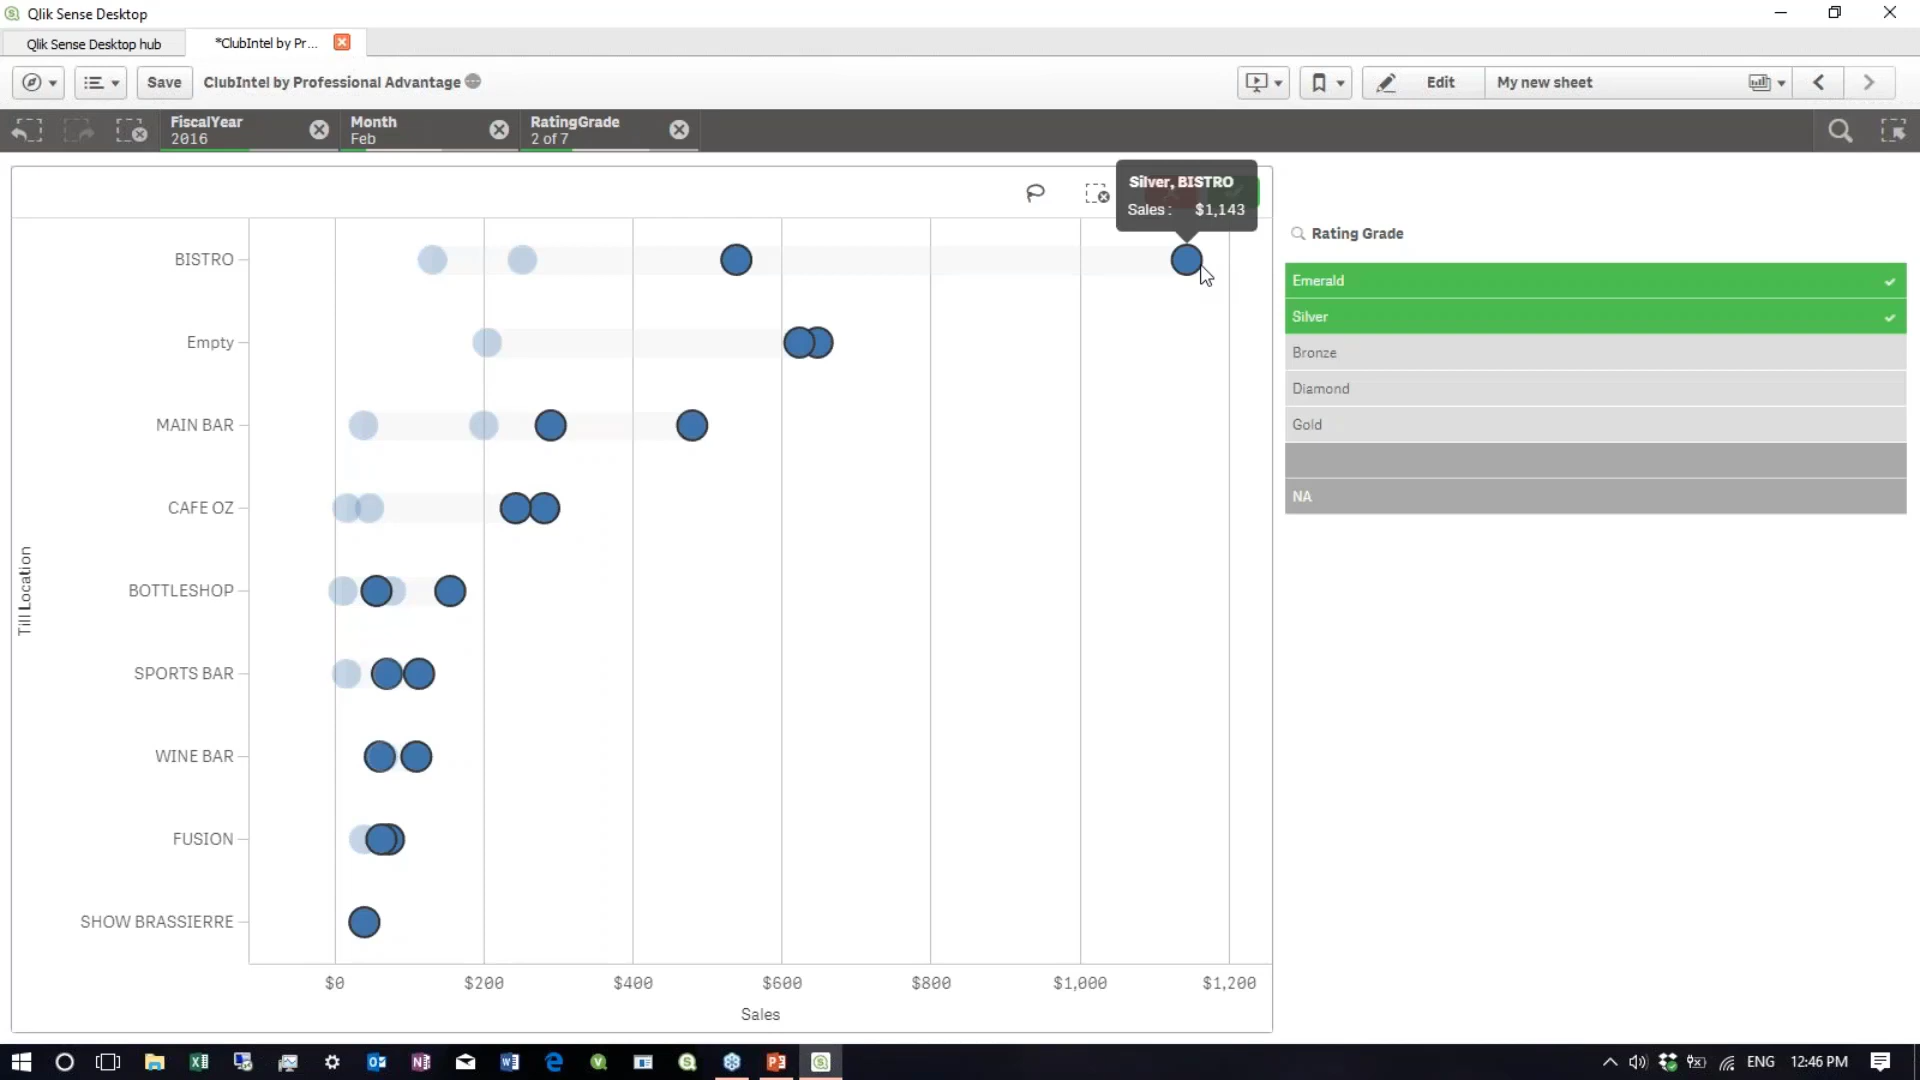 Qlik Sense Desktop
Qlik Sense Desktop hub
*ClubIntel by Pr...
Save
ClubIntel by Professional Advantage
Edit
My new sheet
FiscalYear
2016
Month
Feb
RatingGrade
2 of 7
Silver, BISTRO
Sales: $1,143
Till Location
BISTRO
Empty
MAIN BAR
CAFE OZ
BOTTLESHOP
SPORTS BAR
WINE BAR
FUSION
SHOW BRASSIERRE
$0 $200 $400 $600 $800 $1,000 $1,200
Sales
Rating Grade
Emerald
Silver
Bronze
Diamond
Gold
NA
ENG 12:46 PM